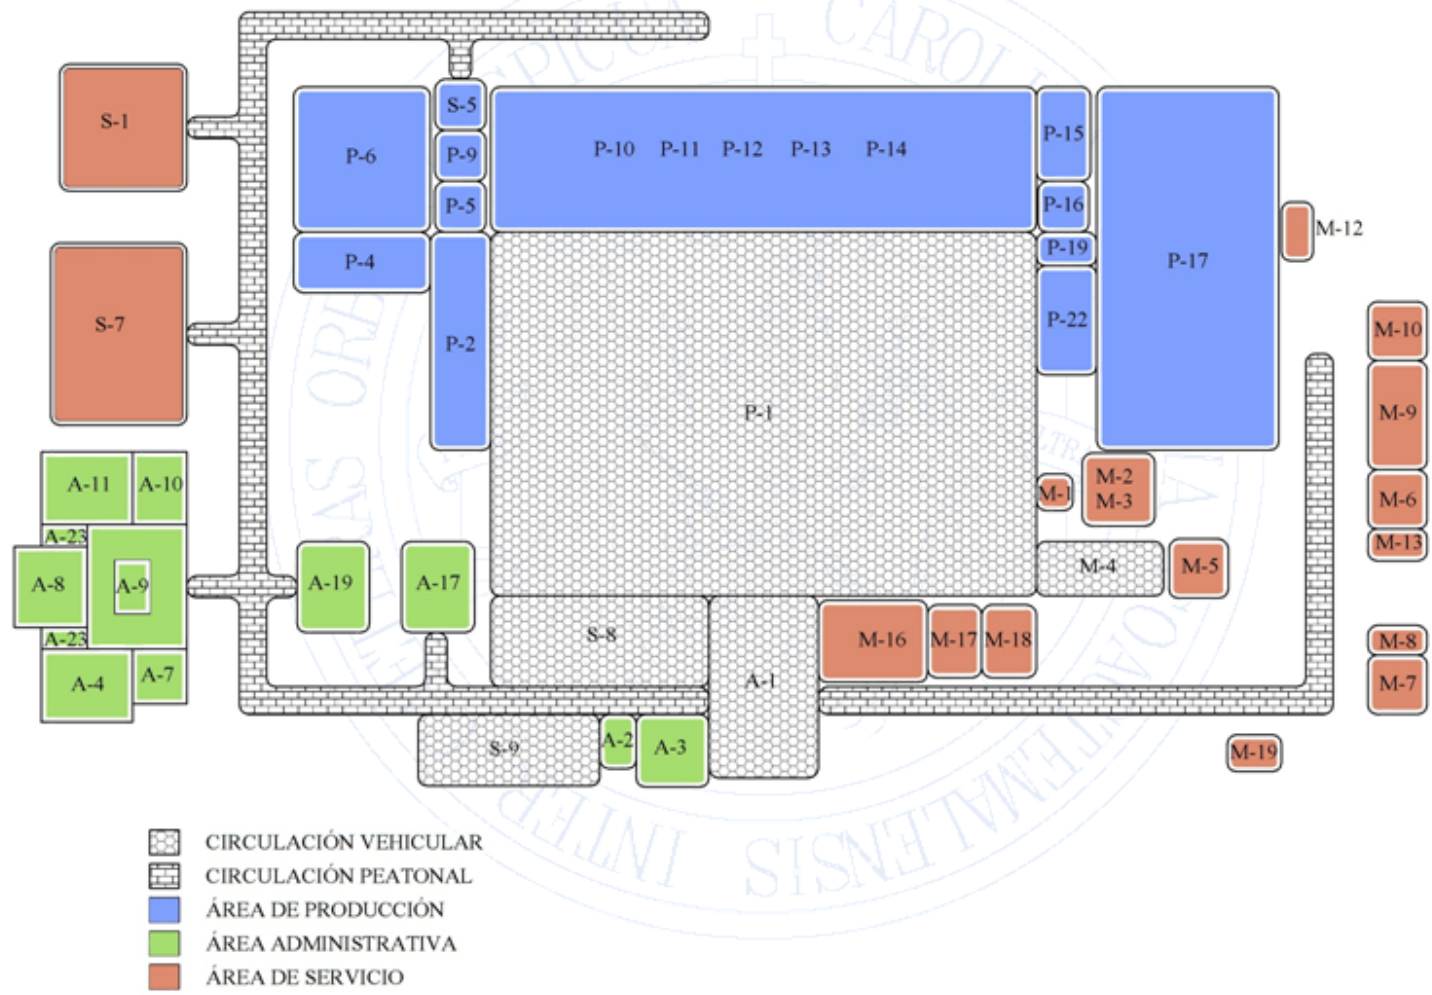 S-1
S-5
P-6
P-9
P-5
P-10 P-11 P-12 P-13 P-14
P-15
P-16
P-19
P-22
P-17
M-12
P-4
P-2
S-7
P-1
M-10
M-9
M-6
M-13
A-11 A-10
A-23
A-8 A-9
A-23
A-4 A-7
A-19
A-17
M-1
M-2
M-3
M-4
M-5
S-8
A-1
M-16 M-17 M-18
M-8
M-7
S-9
A-2
A-3
M-19
CIRCULACIÓN VEHICULAR
CIRCULACIÓN PEATONAL
ÁREA DE PRODUCCIÓN
ÁREA ADMINISTRATIVA
ÁREA DE SERVICIO